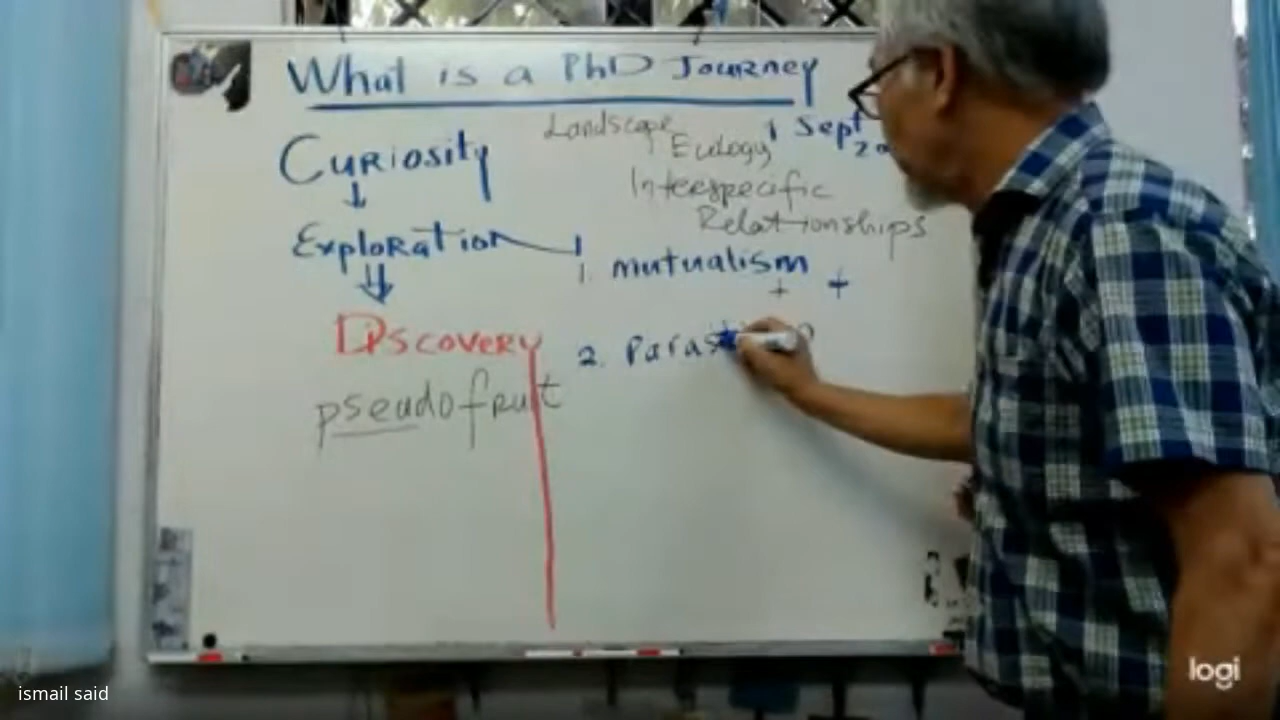 What is a PhD Journey
Landscape
1 Sept
Curiosity
Ecology
Interspecific
Relationships
Exploration
1. mutualism
+ +
Discovery
2.
pseudofruit
logi
ismail said